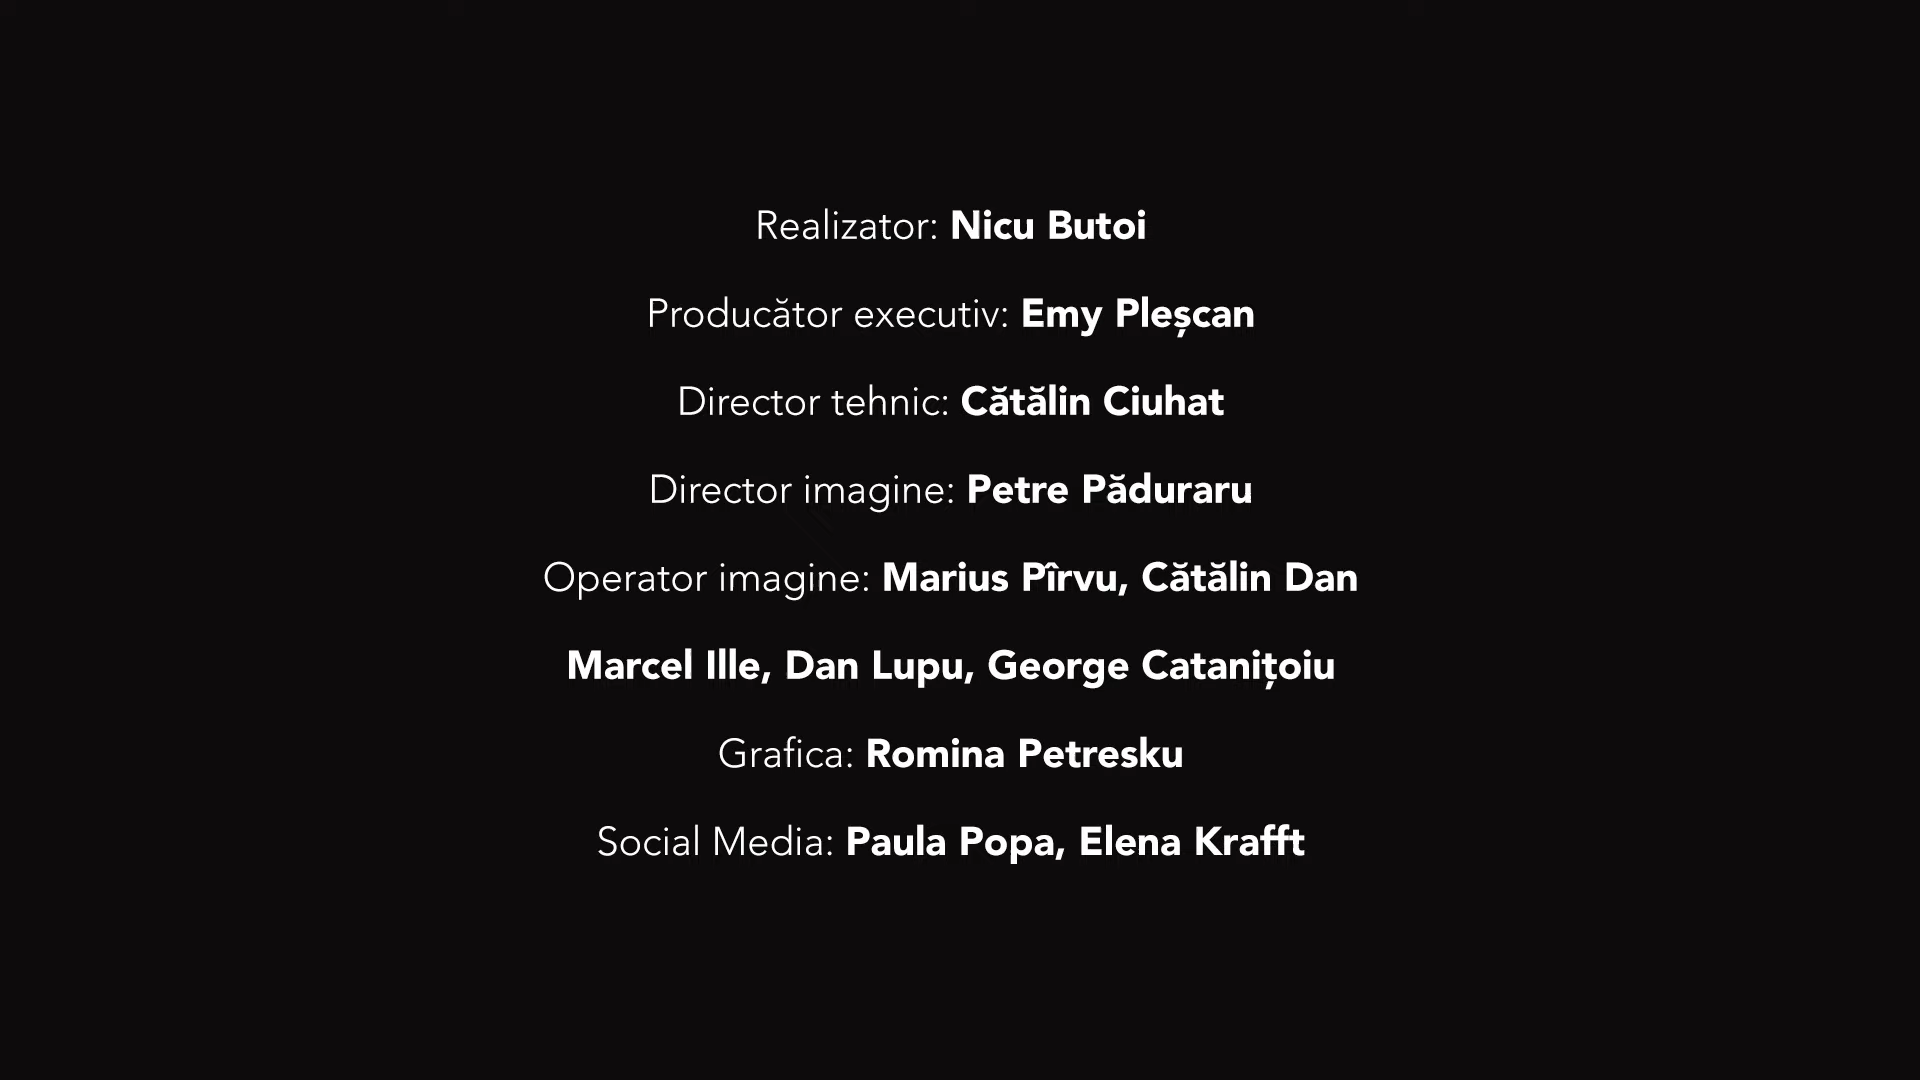 Realizator: Nicu Butoi
Producător executiv: Emy Pleșcan
Director tehnic: Cătălin Ciuhat
Director imagine: Petre Păduraru
Operator imagine: Marius Pîrvu, Cătălin Dan
Marcel Ille, Dan Lupu, George Catanițoiu
Grafica: Romina Petresku
Social Media: Paula Popa, Elena Krafft